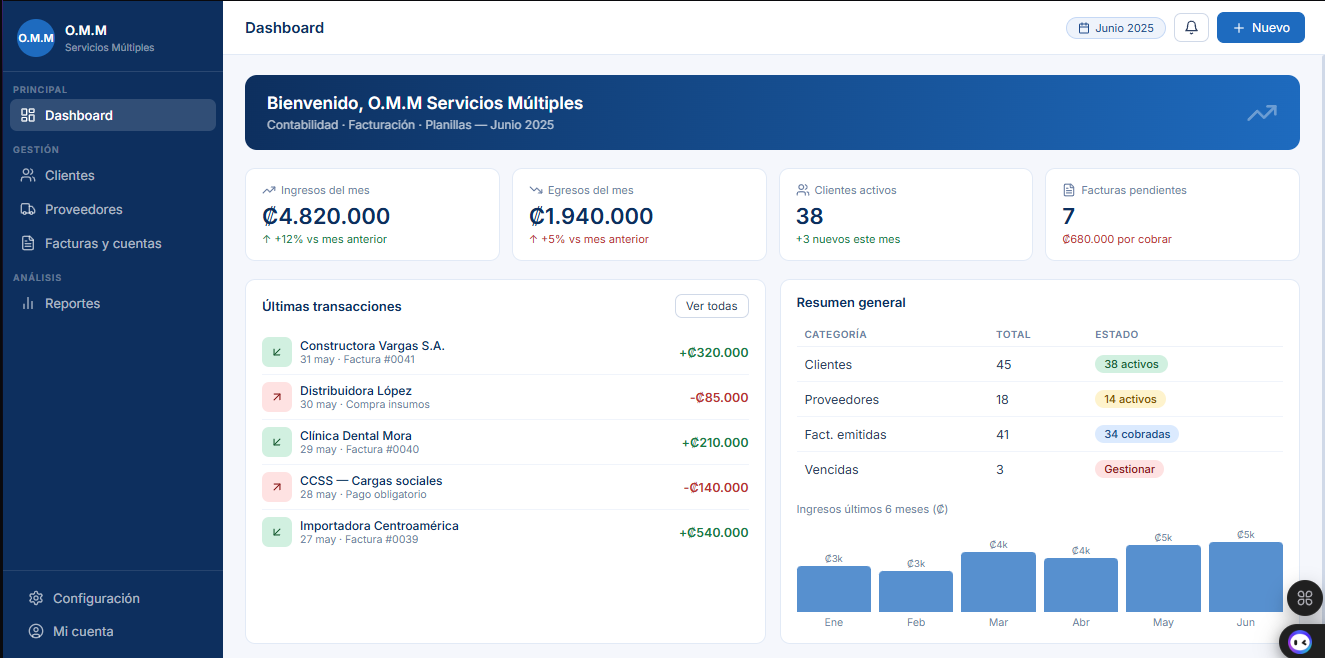 O.M.M
O.M.M
Servicios Múltiples
PRINCIPAL
Dashboard
GESTIÓN
Clientes
Proveedores
Facturas y cuentas
ANÁLISIS
Reportes
Configuración
Mi cuenta
Dashboard
Junio 2025
+ Nuevo
Bienvenido, O.M.M Servicios Múltiples
Contabilidad · Facturación · Planillas — Junio 2025
Ingresos del mes
₡4.820.000
↑ +12% vs mes anterior
Egresos del mes
₡1.940.000
↑ +5% vs mes anterior
Clientes activos
38
+3 nuevos este mes
Facturas pendientes
7
₡680.000 por cobrar
Últimas transacciones
Ver todas
Constructora Vargas S.A.
31 may · Factura #0041
+₡320.000
Distribuidora López
30 may · Compra insumos
-₡85.000
Clínica Dental Mora
29 may · Factura #0040
+₡210.000
CCSS — Cargas sociales
28 may · Pago obligatorio
-₡140.000
Importadora Centroamérica
27 may · Factura #0039
+₡540.000
Resumen general
CATEGORÍA TOTAL ESTADO
Clientes 45 38 activos
Proveedores 18 14 activos
Fact. emitidas 41 34 cobradas
Vencidas 3 Gestionar
Ingresos últimos 6 meses (₡)
₡3k ₡3k ₡4k ₡4k ₡5k ₡5k
Ene Feb Mar Abr May Jun